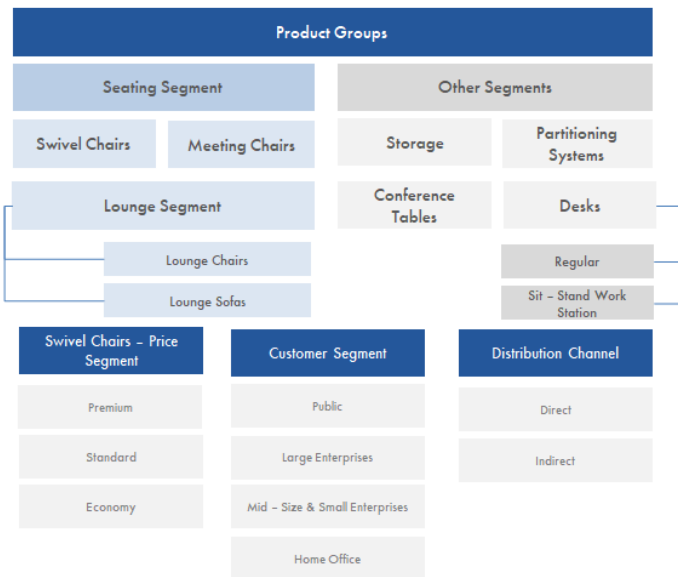 Product Groups
Seating Segment
Other Segments
Swivel Chairs
Meeting Chairs
Storage
Partitioning
Systems
Lounge Segment
Conference
Tables
Desks
Lounge Chairs
Regular
Lounge Sofas
Sit – Stand Work
Station
Swivel Chairs – Price
Segment
Customer Segment
Distribution Channel
Premium
Public
Direct
Standard
Large Enterprises
Indirect
Economy
Mid – Size & Small Enterprises
Home Office